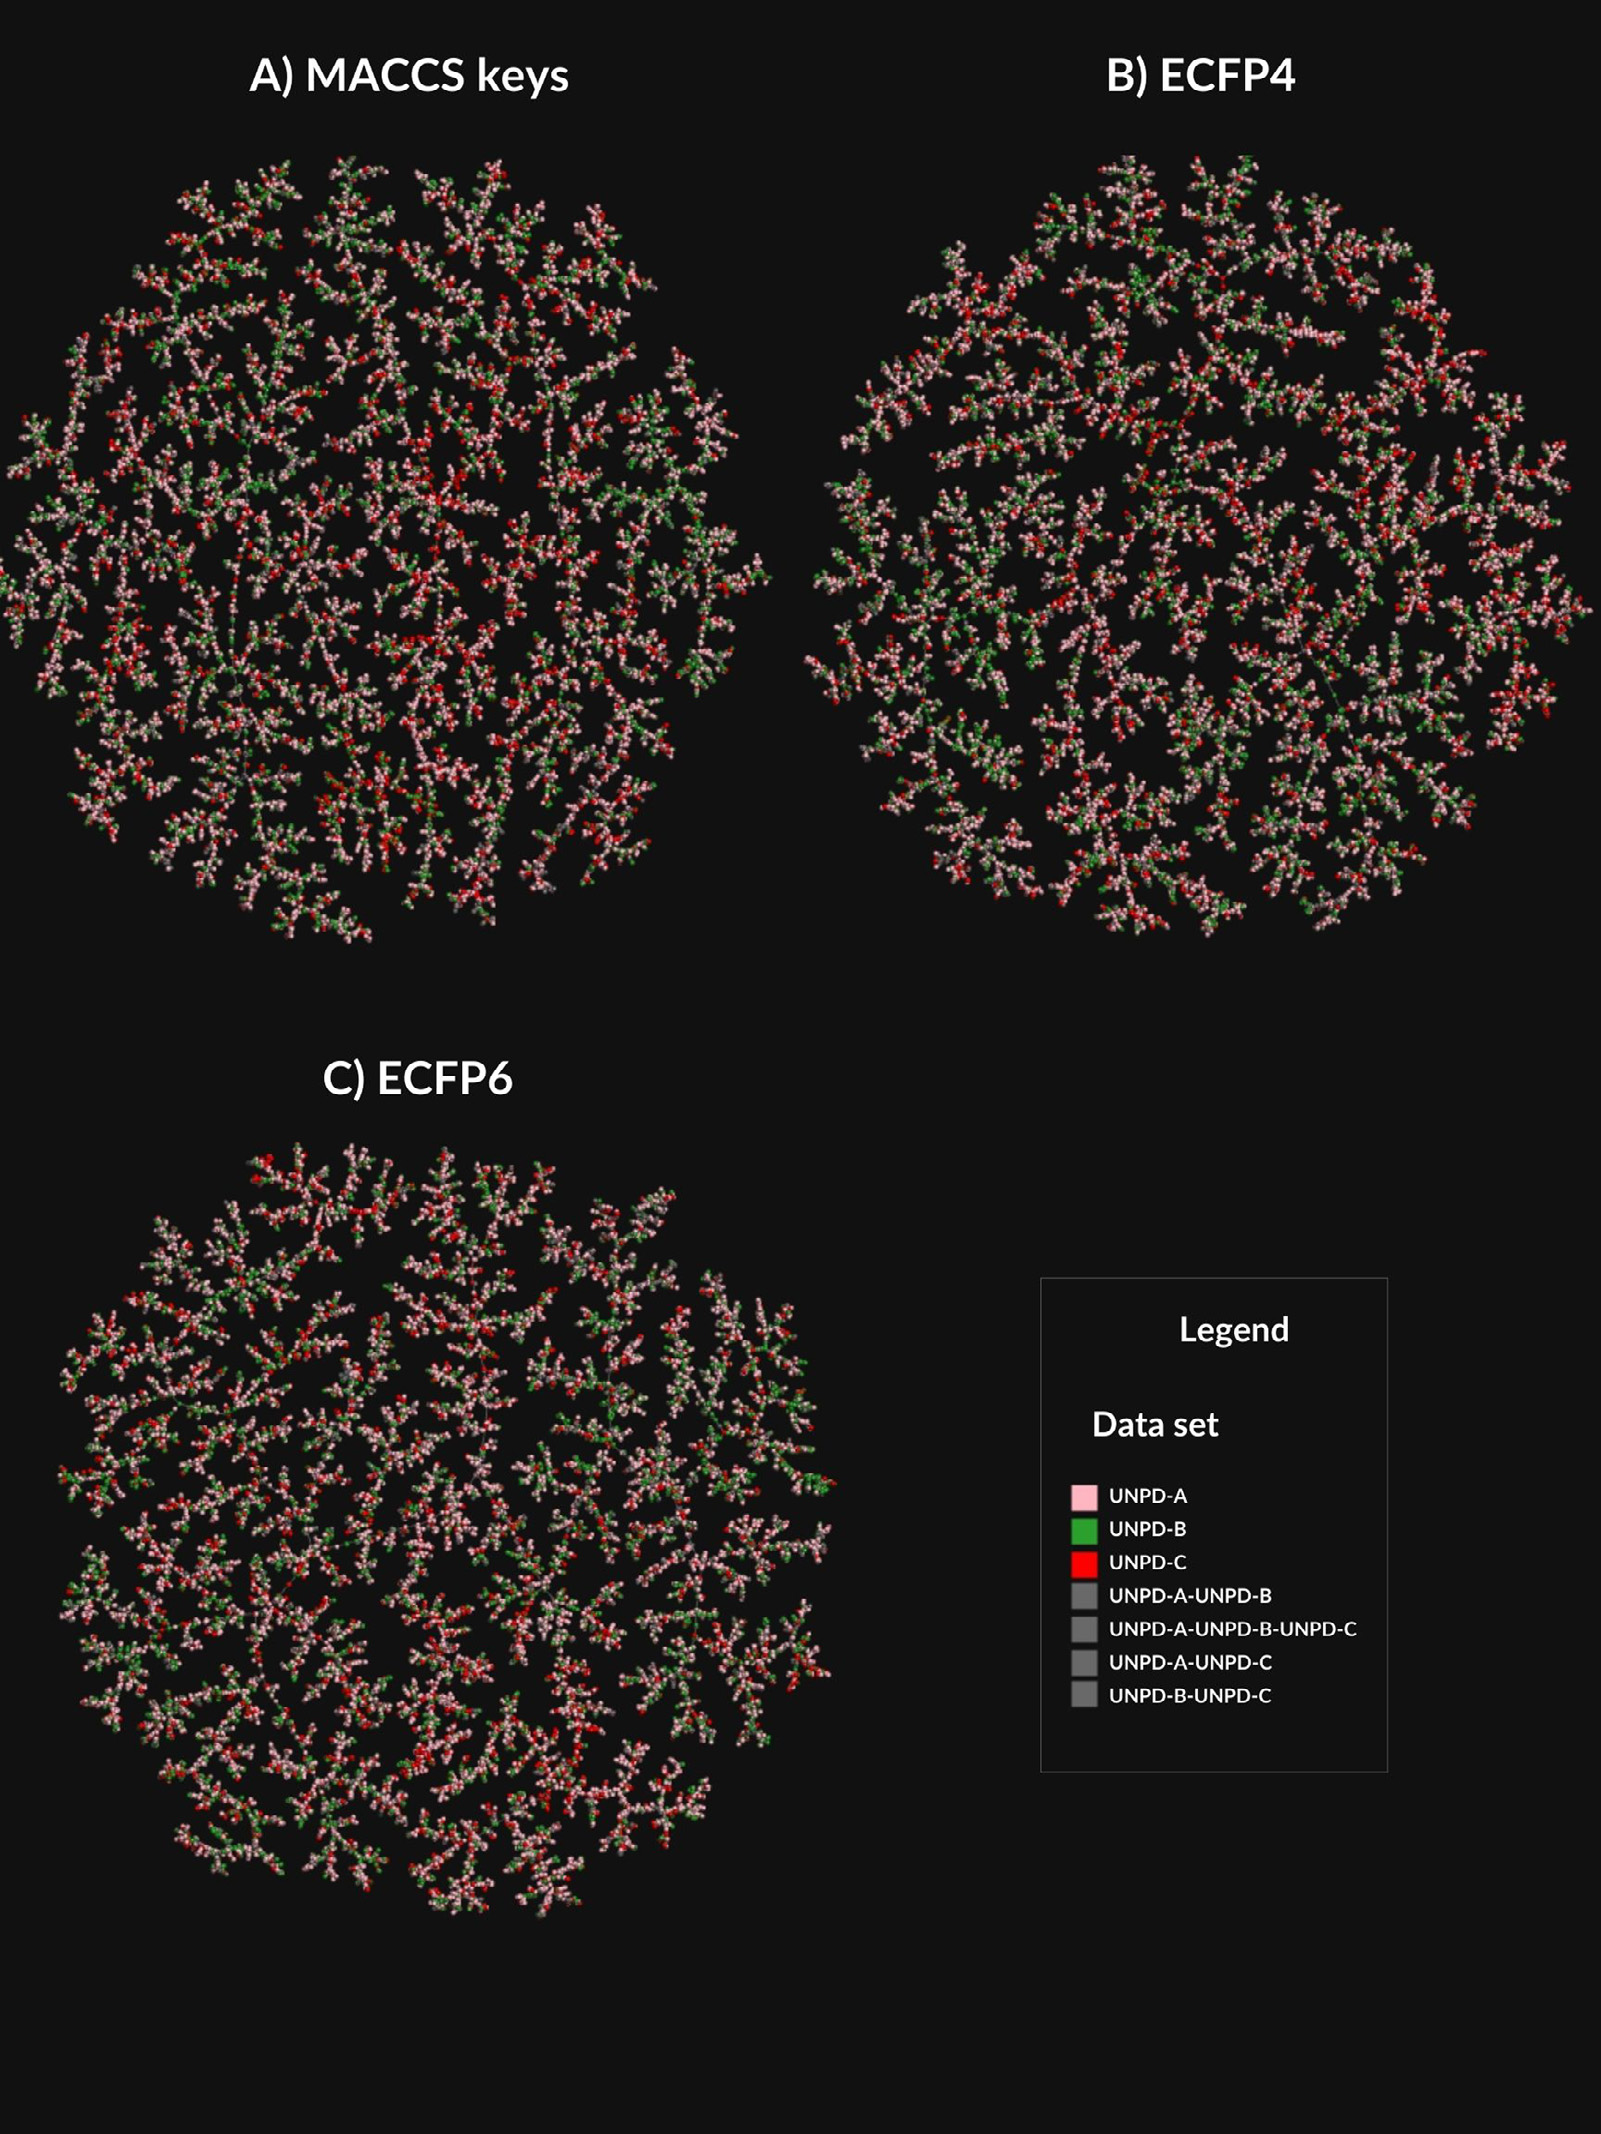 A) MACCS keys
B) ECFP4
C) ECFP6
Legend
Data set
UNPD-A
UNPD-B
UNPD-C
UNPD-A-UNPD-B
UNPD-A-UNPD-B-UNPD-C
UNPD-A-UNPD-C
UNPD-B-UNPD-C